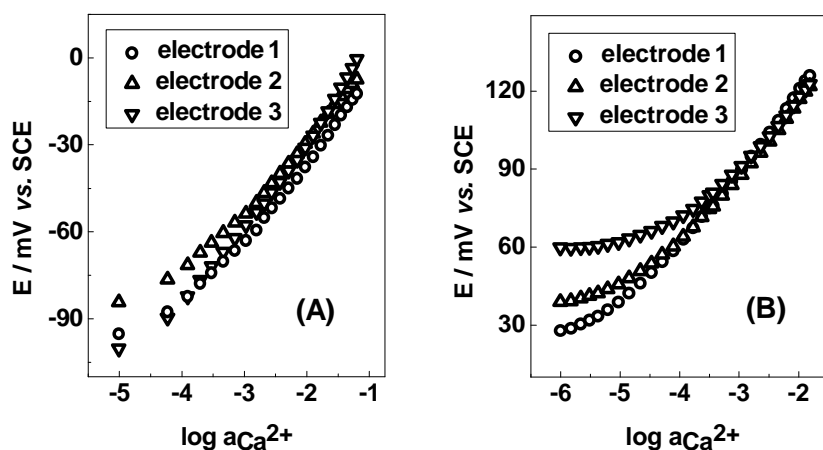 electrode 1
electrode 2
electrode 3
0
-30
-60
-90
E / mV vs. SCE
(A)
-5 -4 -3 -2 -1
log aCa2+
electrode 1
electrode 2
electrode 3
120
90
60
30
E / mV vs. SCE
(B)
-6 -5 -4 -3 -2
log aCa2+